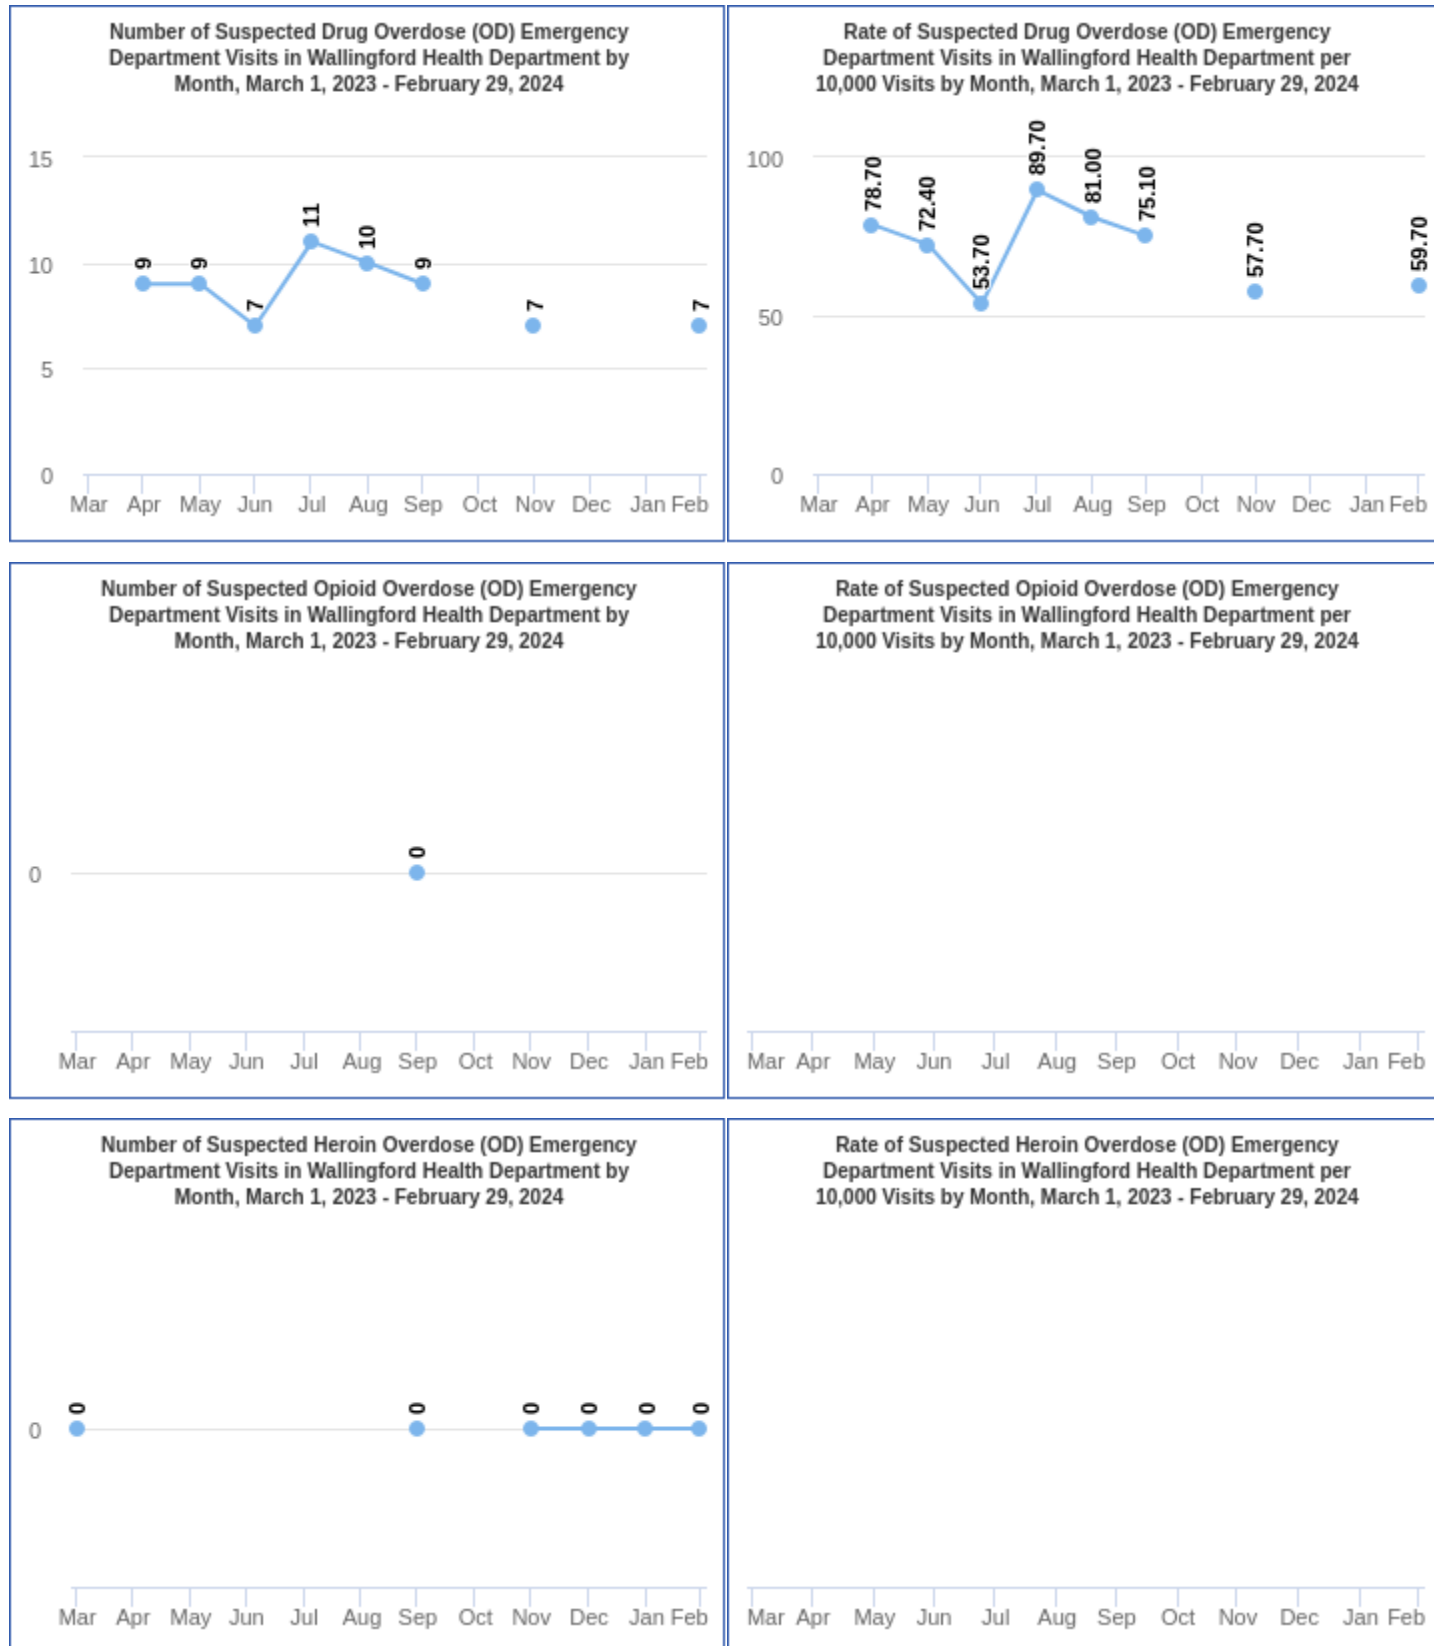 Number of Suspected Drug Overdose (OD) Emergency
Department Visits in Wallingford Health Department by
Month, March 1, 2023 - February 29, 2024
15
10
5
0
9
9
7
11
10
9
7
7
Mar Apr May Jun Jul Aug Sep Oct Nov Dec Jan Feb
Rate of Suspected Drug Overdose (OD) Emergency
Department Visits in Wallingford Health Department per
10,000 Visits by Month, March 1, 2023 - February 29, 2024
100
50
0
78.70
72.40
53.70
89.70
81.00
75.10
57.70
59.70
Mar Apr May Jun Jul Aug Sep Oct Nov Dec Jan Feb
Number of Suspected Opioid Overdose (OD) Emergency
Department Visits in Wallingford Health Department by
Month, March 1, 2023 - February 29, 2024
0
0
Mar Apr May Jun Jul Aug Sep Oct Nov Dec Jan Feb
Rate of Suspected Opioid Overdose (OD) Emergency
Department Visits in Wallingford Health Department per
10,000 Visits by Month, March 1, 2023 - February 29, 2024
Mar Apr May Jun Jul Aug Sep Oct Nov Dec Jan Feb
Number of Suspected Heroin Overdose (OD) Emergency
Department Visits in Wallingford Health Department by
Month, March 1, 2023 - February 29, 2024
0
0
0
0
0
0
0
Mar Apr May Jun Jul Aug Sep Oct Nov Dec Jan Feb
Rate of Suspected Heroin Overdose (OD) Emergency
Department Visits in Wallingford Health Department per
10,000 Visits by Month, March 1, 2023 - February 29, 2024
Mar Apr May Jun Jul Aug Sep Oct Nov Dec Jan Feb